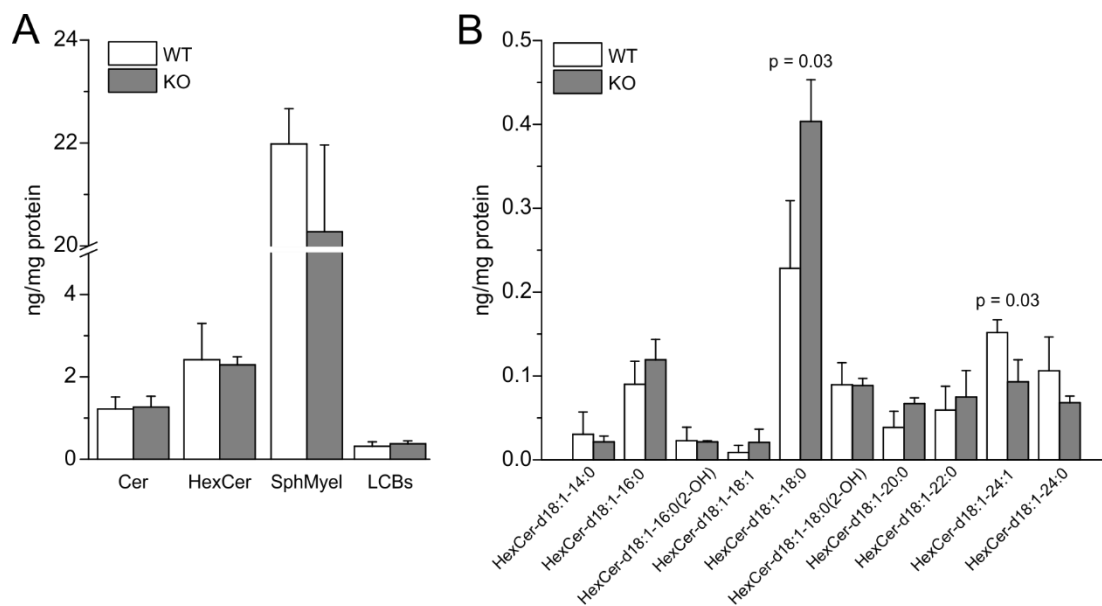 A
24
22
20
4
2
0
ng/mg protein
WT
KO
Cer HexCer SphMyel LCBs
B
0.5
0.4
0.3
0.2
0.1
0.0
ng/mg protein
WT
KO
p = 0.03
p = 0.03
HexCer-d18:1-14:0
HexCer-d18:1-16:0
HexCer-d18:1-16:0(2-OH)
HexCer-d18:1-18:1
HexCer-d18:1-18:0
HexCer-d18:1-18:0(2-OH)
HexCer-d18:1-20:0
HexCer-d18:1-22:0
HexCer-d18:1-24:1
HexCer-d18:1-24:0